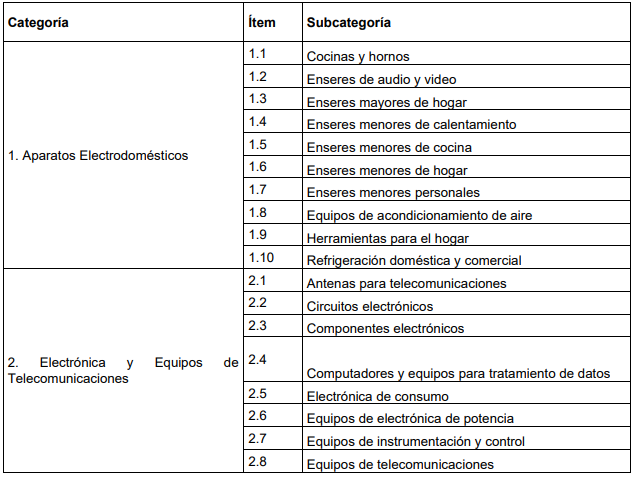 Categoría Ítem Subcategoría
1. Aparatos Electrodomésticos
1.1 Cocinas y hornos
1.2 Enseres de audio y video
1.3 Enseres mayores de hogar
1.4 Enseres menores de calentamiento
1.5 Enseres menores de cocina
1.6 Enseres menores de hogar
1.7 Enseres menores personales
1.8 Equipos de acondicionamiento de aire
1.9 Herramientas para el hogar
1.10 Refrigeración doméstica y comercial
2. Electrónica y Equipos de
Telecomunicaciones
2.1 Antenas para telecomunicaciones
2.2 Circuitos electrónicos
2.3 Componentes electrónicos
2.4 Computadores y equipos para tratamiento de datos
2.5 Electrónica de consumo
2.6 Equipos de electrónica de potencia
2.7 Equipos de instrumentación y control
2.8 Equipos de telecomunicaciones